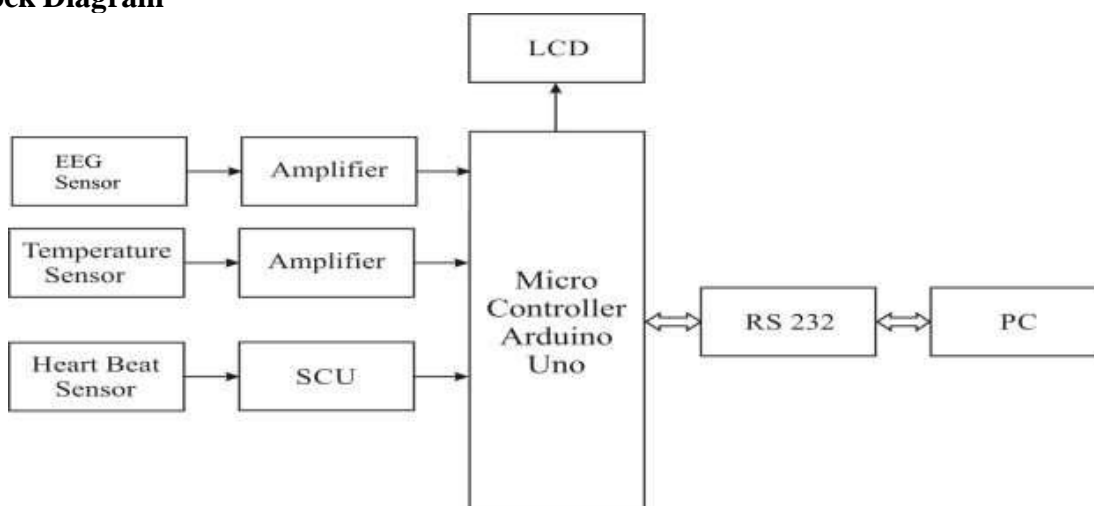 Diagram
LCD
EEG
Sensor
Amplifier
Temperature
Sensor
Amplifier
Heart Beat
Sensor
SCU
Micro
Controller
Arduino
Uno
RS 232
PC